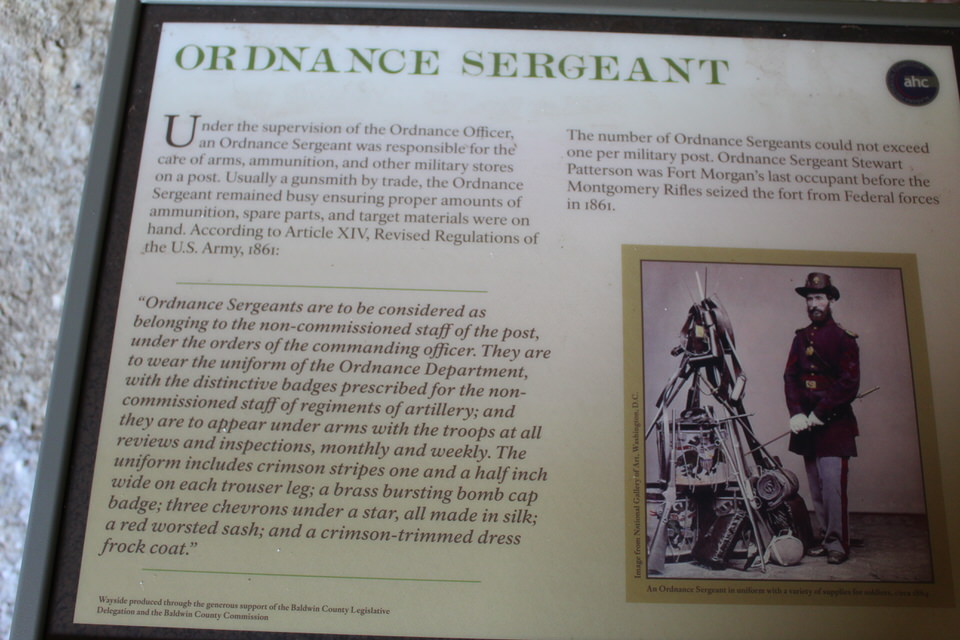 ORDNANCE SERGEANT
ahc
Under the supervision of the Ordnance Officer,
an Ordnance Sergeant was responsible for the
care of arms, ammunition, and other military stores
on a post. Usually a gunsmith by trade, the Ordnance
Sergeant remained busy ensuring proper amounts of
ammunition, spare parts, and target materials were on
hand. According to Article XIV, Revised Regulations of
the U.S. Army, 1861:
“Ordnance Sergeants are to be considered as
belonging to the non-commissioned staff of the post,
under the orders of the commanding officer. They are
to wear the uniform of the Ordnance Department,
with the distinctive badges prescribed for the non-
commissioned staff of regiments of artillery; and
they are to appear under arms with the troops at all
reviews and inspections, monthly and weekly. The
uniform includes crimson stripes one and a half inch
wide on each trouser leg; a brass bursting bomb cap
badge; three chevrons under a star, all made in silk;
a red worsted sash; and a crimson-trimmed dress
frock coat.”
Wayside produced through the generous support of the Baldwin County Legislative
Delegation and the Baldwin County Commission
The number of Ordnance Sergeants could not exceed
one per military post. Ordnance Sergeant Stewart
Patterson was Fort Morgan’s last occupant before the
Montgomery Rifles seized the fort from Federal forces
in 1861.
Image from National Gallery of Art, Washington, D.C.
An Ordnance Sergeant in uniform with a variety of supplies for soldiers, circa 1864